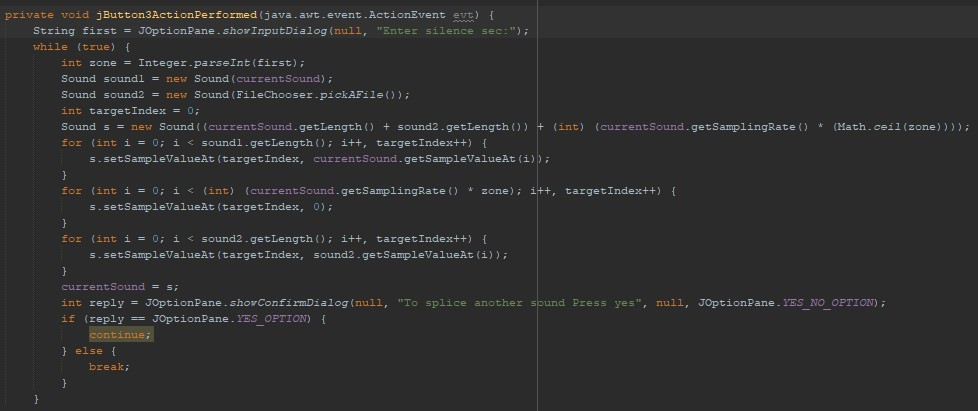 private void jButton3ActionPerformed(java.awt.event.ActionEvent evt) {
String first = JOptionPane.showInputDialog(null, "Enter silence sec:");
while (true) {
int zone = Integer.parseInt(first);
Sound sound1 = new Sound(currentSound);
Sound sound2 = new Sound(FileChooser.pickAFile());
int targetIndex = 0;
Sound s = new Sound((currentSound.getLength() + sound2.getLength()) + (int) (currentSound.getSamplingRate() * (Math.ceil(zone))));
for (int i = 0; i < sound1.getLength(); i++, targetIndex++) {
s.setSampleValueAt(targetIndex, currentSound.getSampleValueAt(i));
}
for (int i = 0; i < (int) (currentSound.getSamplingRate() * zone); i++, targetIndex++) {
s.setSampleValueAt(targetIndex, 0);
}
for (int i = 0; i < sound2.getLength(); i++, targetIndex++) {
s.setSampleValueAt(targetIndex, sound2.getSampleValueAt(i));
}
currentSound = s;
int reply = JOptionPane.showConfirmDialog(null, "To splice another sound Press yes", null, JOptionPane.YES_NO_OPTION);
if (reply == JOptionPane.YES_OPTION) {
continue;
} else {
break;
}
}